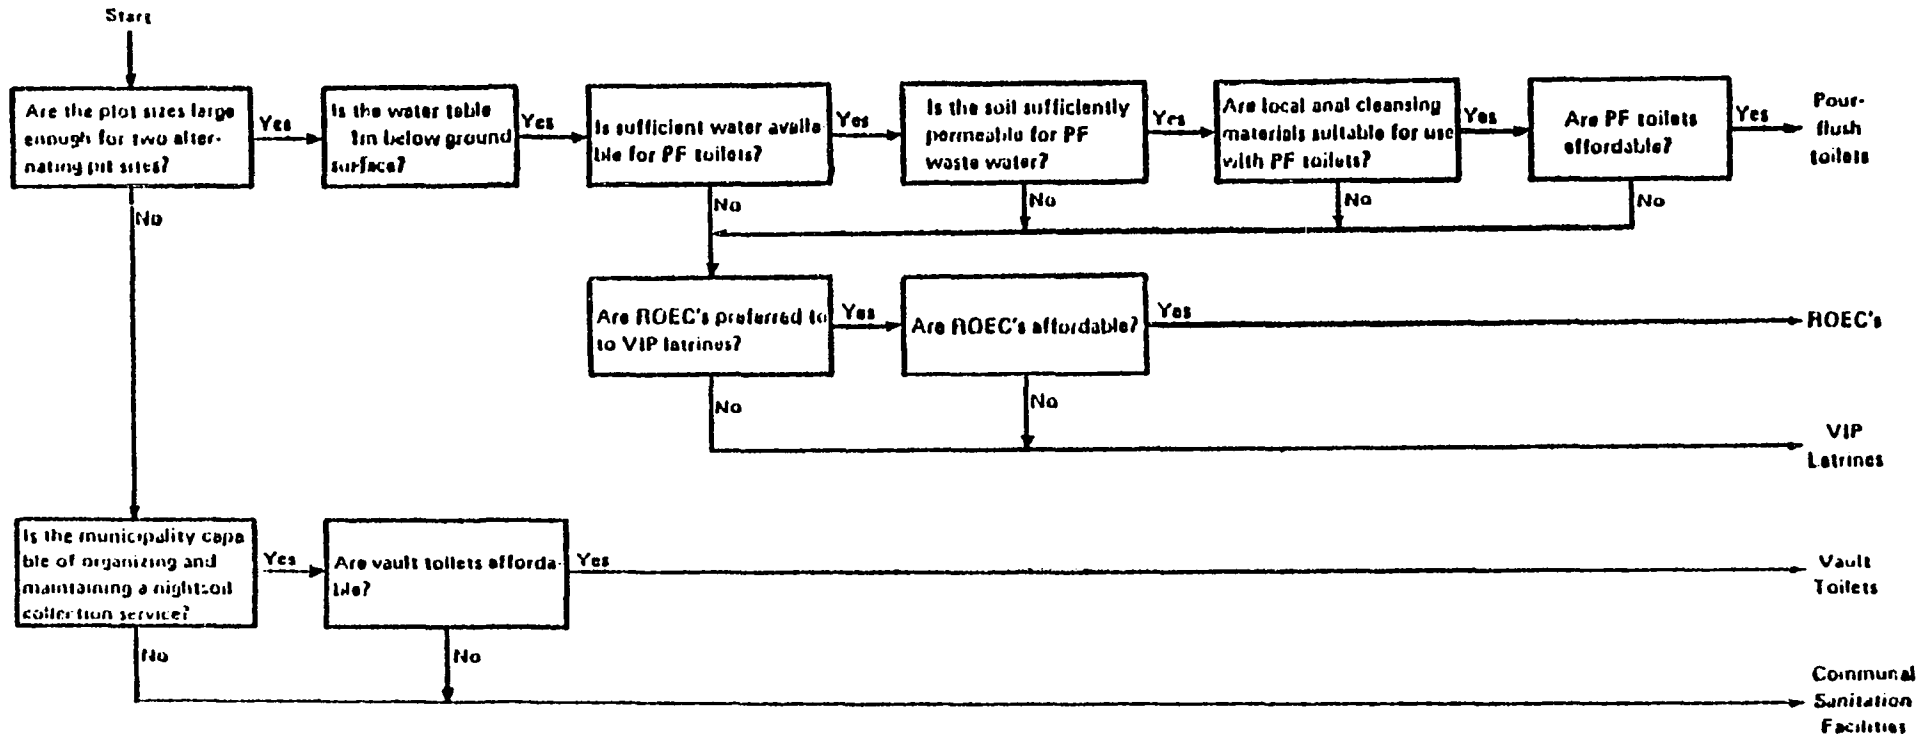 Start
Are the plot sizes large
enough for two alter-
nating pit sites?
Yes
No
Is the water table
1m below ground
surface?
Yes
Is sufficient water availa-
ble for PF toilets?
Yes
No
Is the soil sufficiently
permeable for PF
waste water?
Yes
No
Are local anal cleansing
materials suitable for use
with PF toilets?
Yes
No
Are PF toilets
affordable?
Yes
No
Pour-
flush
toilets
Are ROEC's preferred to
to VIP latrines?
Yes
No
Are ROEC's affordable?
Yes
No
ROEC's
VIP
Latrines
Is the municipality capa
ble of organizing and
maintaining a nightsoil
collection service?
Yes
No
Are vault toilets afforda-
ble?
Yes
No
Vault
Toilets
Communal
Sanitation
Facilities